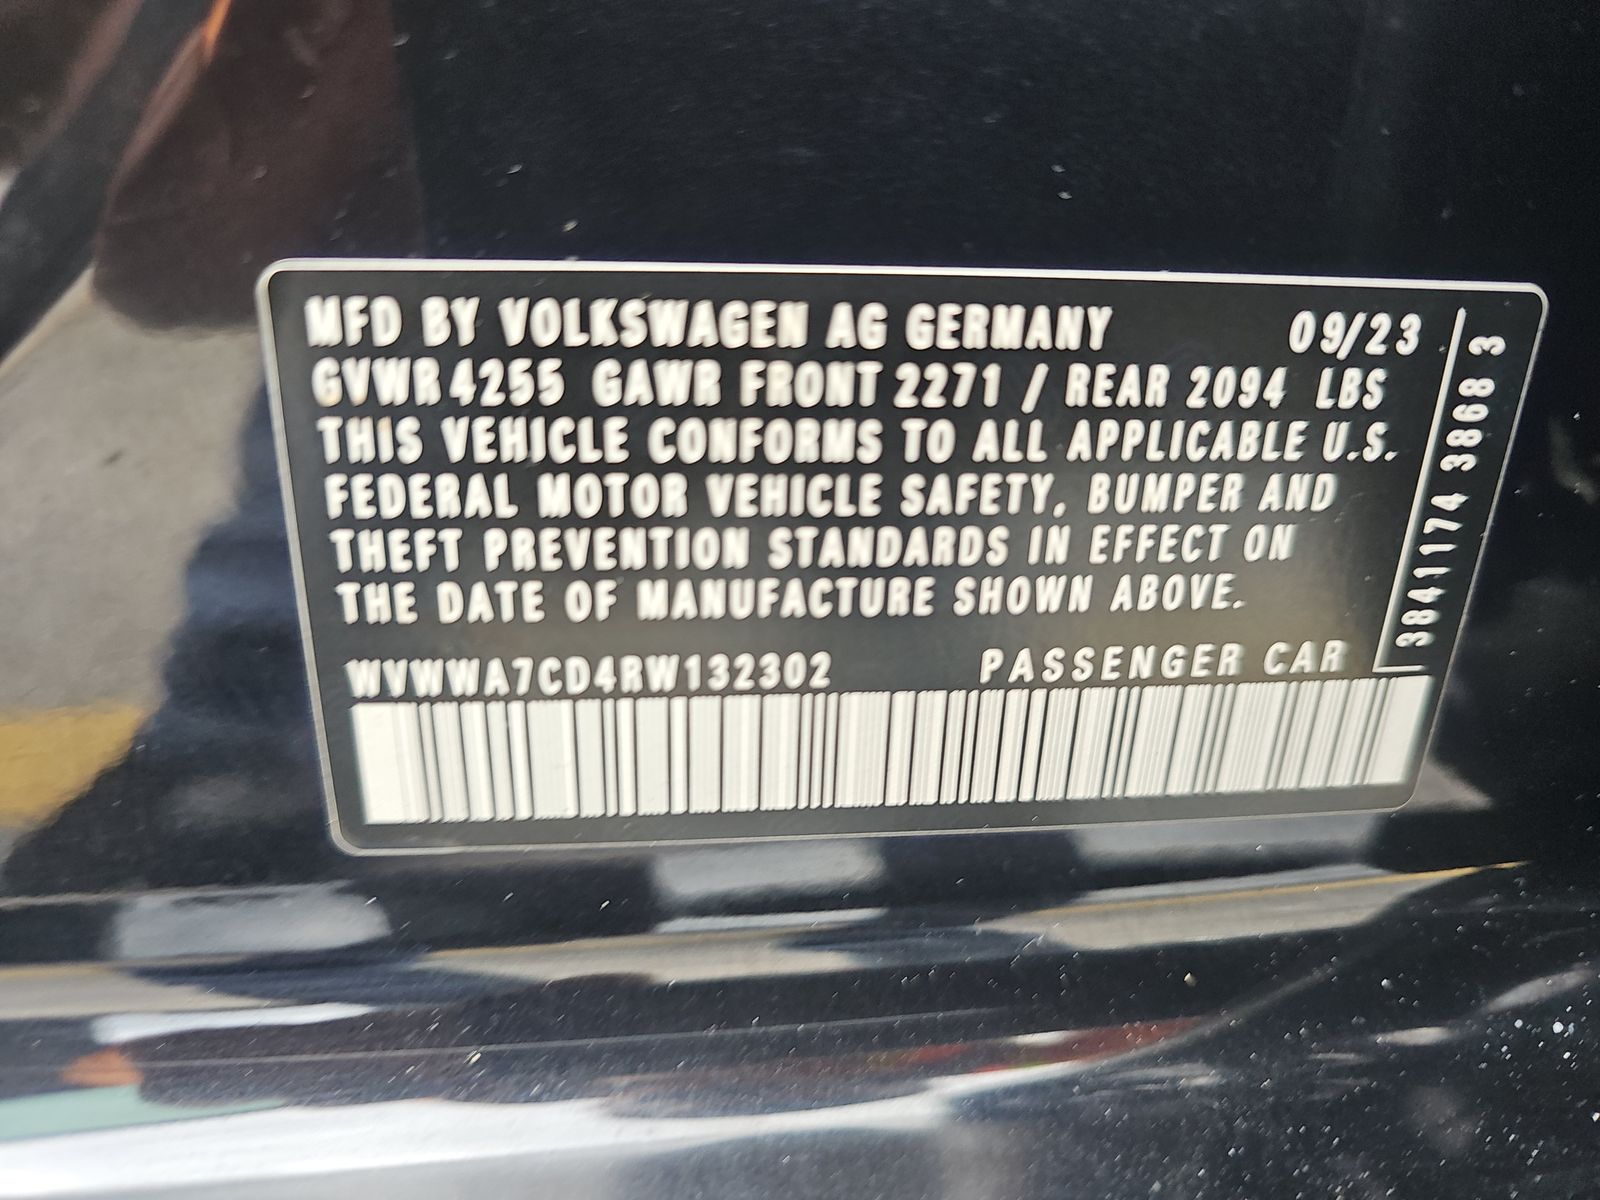 MFD BY VOLKSWAGEN AG GERMANY 09/23
GVWR 4255 GAWR FRONT 2271 / REAR 2094 LBS
THIS VEHICLE CONFORMS TO ALL APPLICABLE U.S.
FEDERAL MOTOR VEHICLE SAFETY, BUMPER AND
THEFT PREVENTION STANDARDS IN EFFECT ON
THE DATE OF MANUFACTURE SHOWN ABOVE.
WVWWA7CD4RW132302 PASSENGER CAR
3841174 3868 3